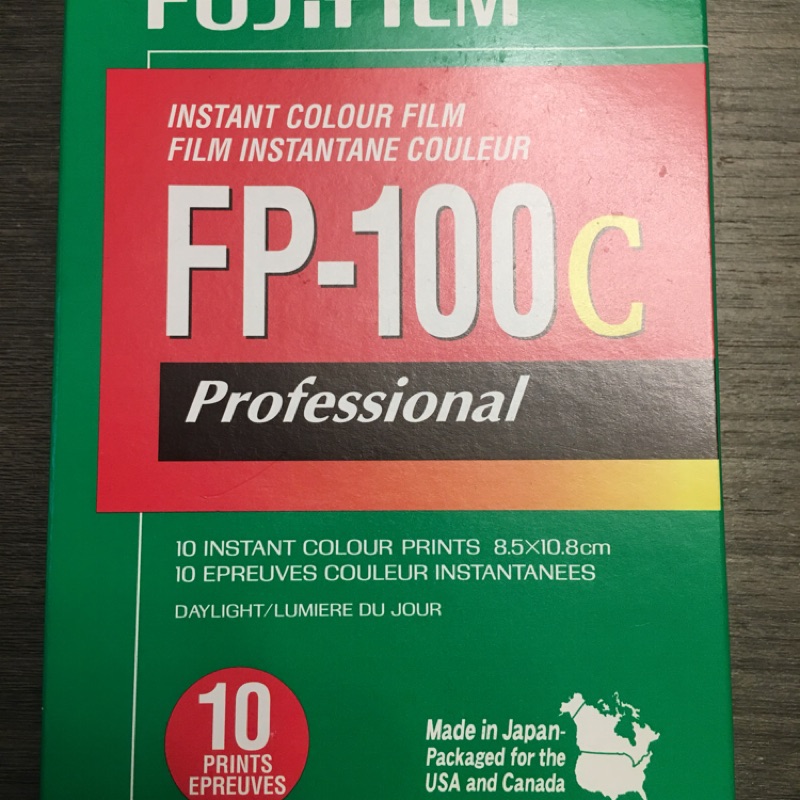 FUJIFILM
INSTANT COLOUR FILM
FILM INSTANTANE COULEUR
FP-100C
Professional
10 INSTANT COLOUR PRINTS 8.5×10.8cm
10 EPREUVES COULEUR INSTANTANEES
DAYLIGHT/LUMIERE DU JOUR
10
PRINTS
EPREUVES
Made in Japan-
Packaged for the
USA and Canada